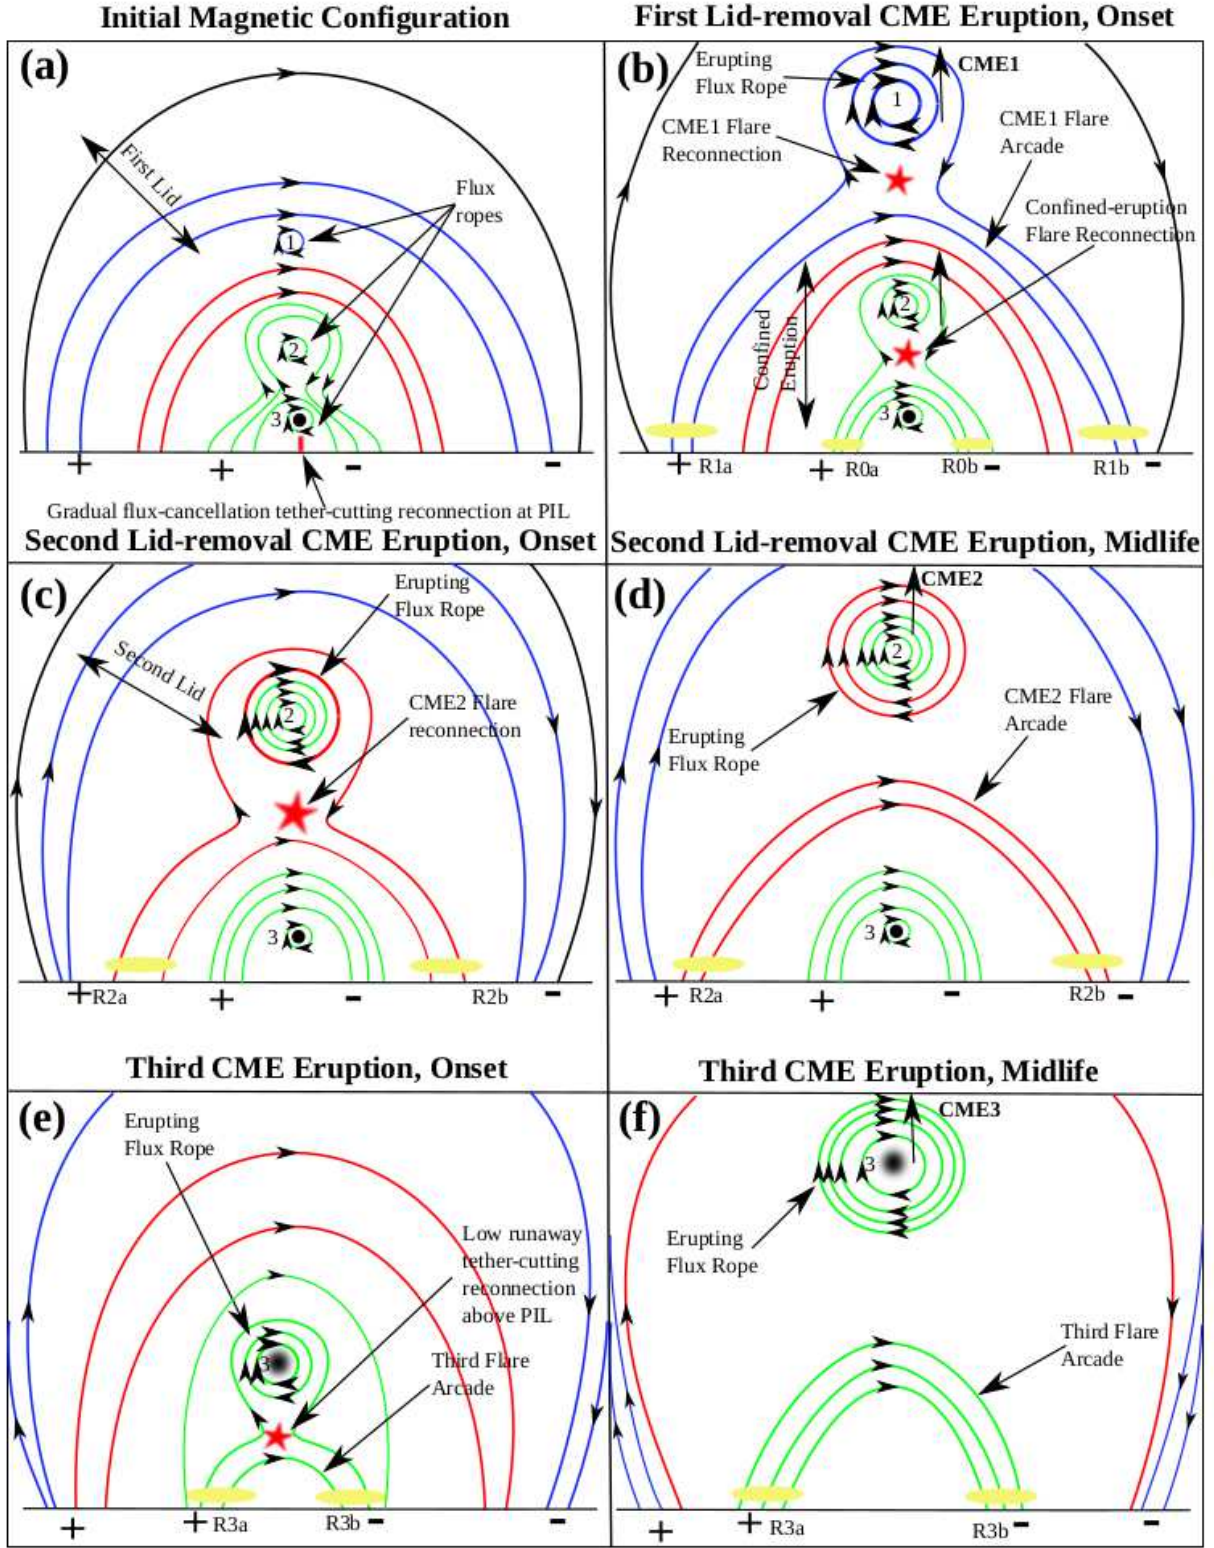 Initial Magnetic Configuration
First Lid-removal CME Eruption, Onset
(a)
First Lid
Flux
ropes
1
2
3
+
+
-
-
Gradual flux-cancellation tether-cutting reconnection at PIL
(b)
Erupting
Flux Rope
CME1
1
CME1 Flare
Reconnection
CME1 Flare
Arcade
Confined-eruption
Flare Reconnection
2
Confined
Eruption
3
+ R1a
+ R0a
R0b -
R1b -
Second Lid-removal CME Eruption, Onset
Second Lid-removal CME Eruption, Midlife
(c)
Erupting
Flux Rope
Second Lid
2
CME2 Flare
reconnection
3
+ R2a
+
-
R2b -
(d)
CME2
2
CME2 Flare
Arcade
Erupting
Flux Rope
3
+ R2a
+
-
R2b -
Third CME Eruption, Onset
Third CME Eruption, Midlife
(e)
Erupting
Flux Rope
Low runaway
tether-cutting
reconnection
above PIL
3
Third Flare
Arcade
+
+ R3a
R3b -
-
(f)
CME3
3
Erupting
Flux Rope
Third Flare
Arcade
+
+ R3a
R3b -
-